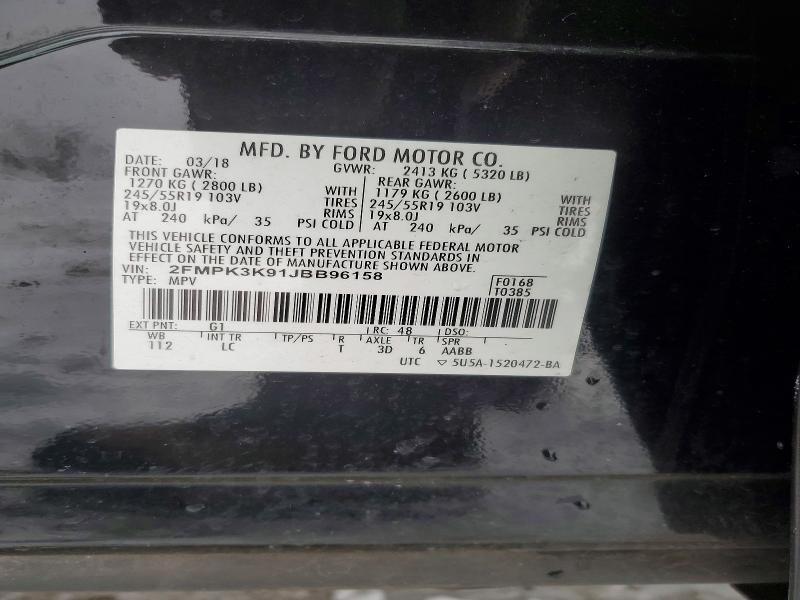 MFD. BY FORD MOTOR CO.
DATE: 03/18 GVWR: 2413 KG ( 5320 LB)
FRONT GAWR: REAR GAWR:
1270 KG ( 2800 LB) WITH 1179 KG ( 2600 LB) WITH
245/55R19 103V TIRES 245/55R19 103V TIRES
19x8.0J RIMS 19x8.0J RIMS
AT 240 kPa/ 35 PSI COLD AT 240 kPa/ 35 PSI COLD
THIS VEHICLE CONFORMS TO ALL APPLICABLE FEDERAL MOTOR
VEHICLE SAFETY AND THEFT PREVENTION STANDARDS IN
EFFECT ON THE DATE OF MANUFACTURE SHOWN ABOVE.
VIN: 2FMPK3K91JBB96158 F0168
TYPE: MPV T0385
EXT PNT: G1 RC: 48 DSO:
WB INT TR TP/PS R AXLE TR SPR
112 LC T 3D 6 AABB
UTC ▽ 5U5A-1520472-BA